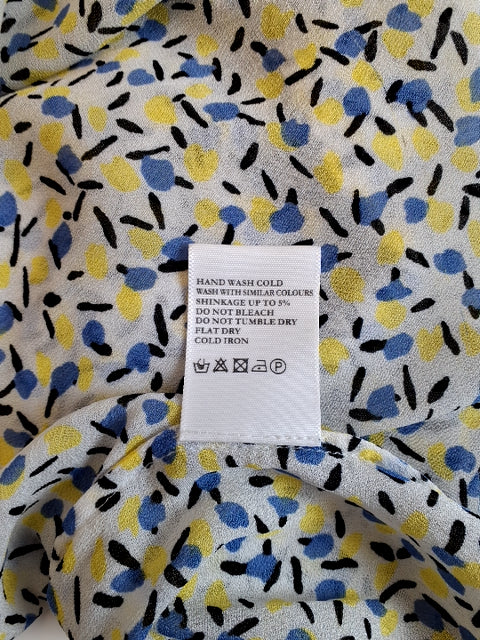 HAND WASH COLD
WASH WITH SIMILAR COLOURS
SHINKAGE UP TO 5%
DO NOT BLEACH
DO NOT TUMBLE DRY
FLAT DRY
COLD IRON
P